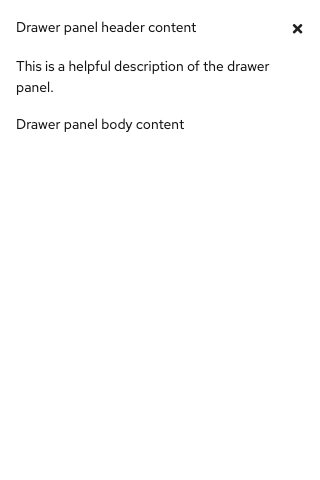 Drawer panel header content
This is a helpful description of the drawer
panel.
Drawer panel body content